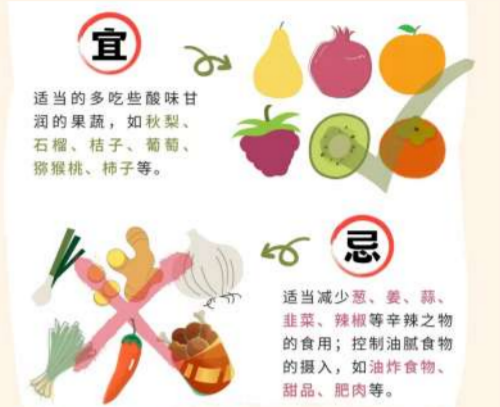 宜
适当的多吃些酸味甘
润的果蔬，如秋梨、
石榴、桔子、葡萄、
猕猴桃、柿子等。
忌
适当减少葱、姜、蒜、
韭菜、辣椒等辛辣之物
的食用；控制油腻食物
的摄入，如油炸食物、
甜品、肥肉等。